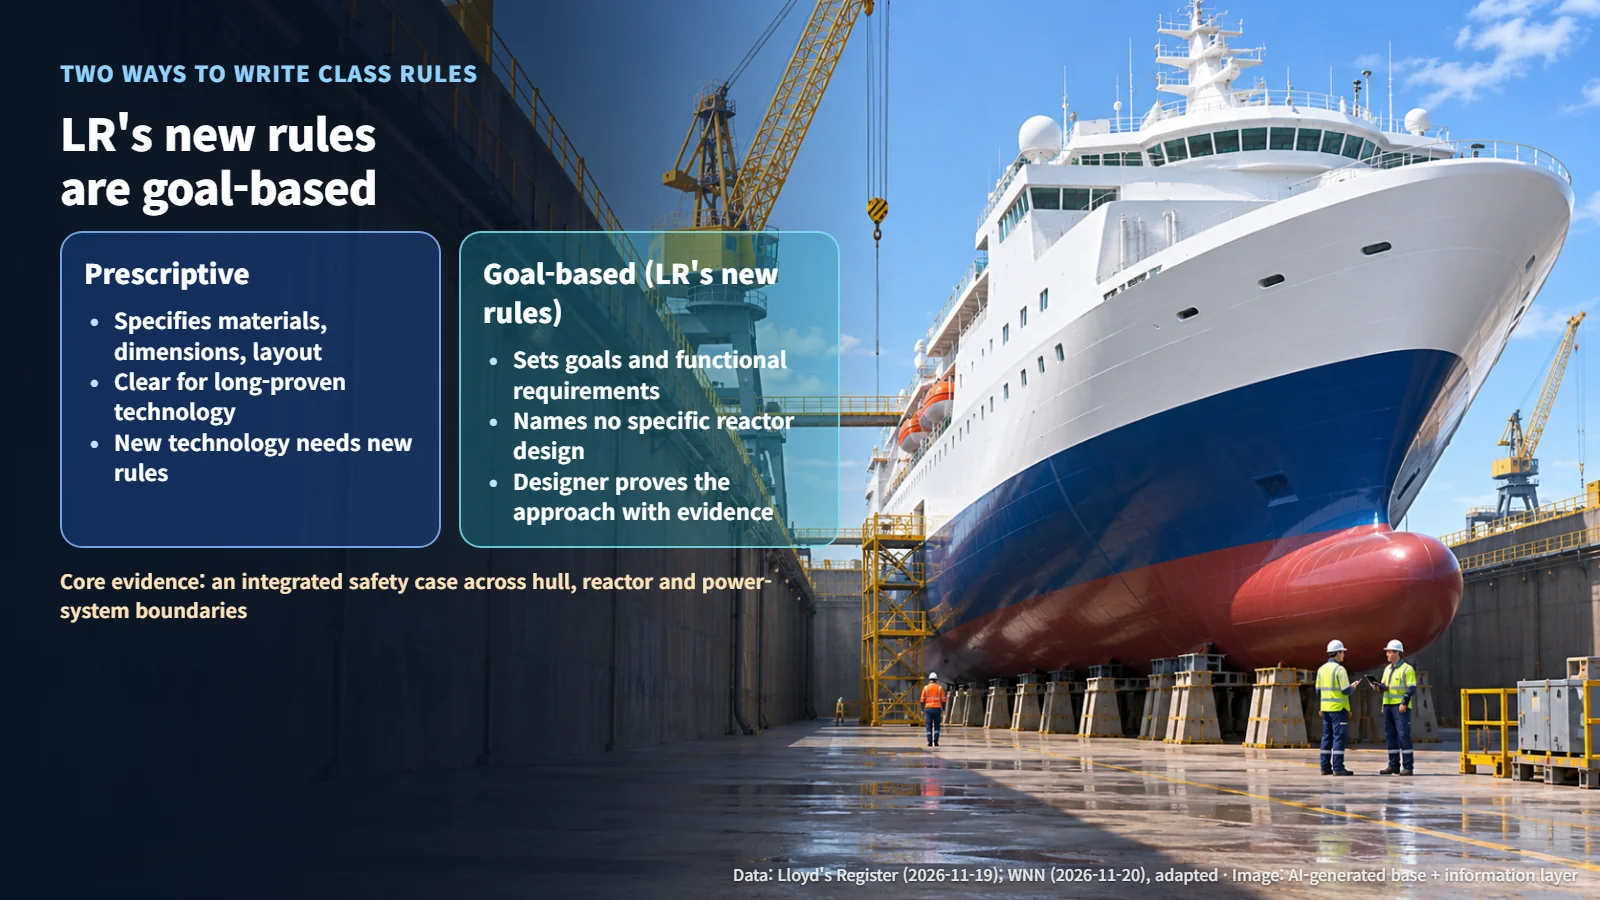 TWO WAYS TO WRITE CLASS RULES
LR's new rules
are goal-based
Prescriptive
• Specifies materials,
dimensions, layout
• Clear for long-proven
technology
• New technology needs new
rules
Goal-based (LR's new
rules)
• Sets goals and functional
requirements
• Names no specific reactor
design
• Designer proves the
approach with evidence
Core evidence: an integrated safety case across hull, reactor and power-
system boundaries
Data: Lloyd's Register (2026-11-19); WNN (2026-11-20), adapted · Image: AI-generated base + information layer